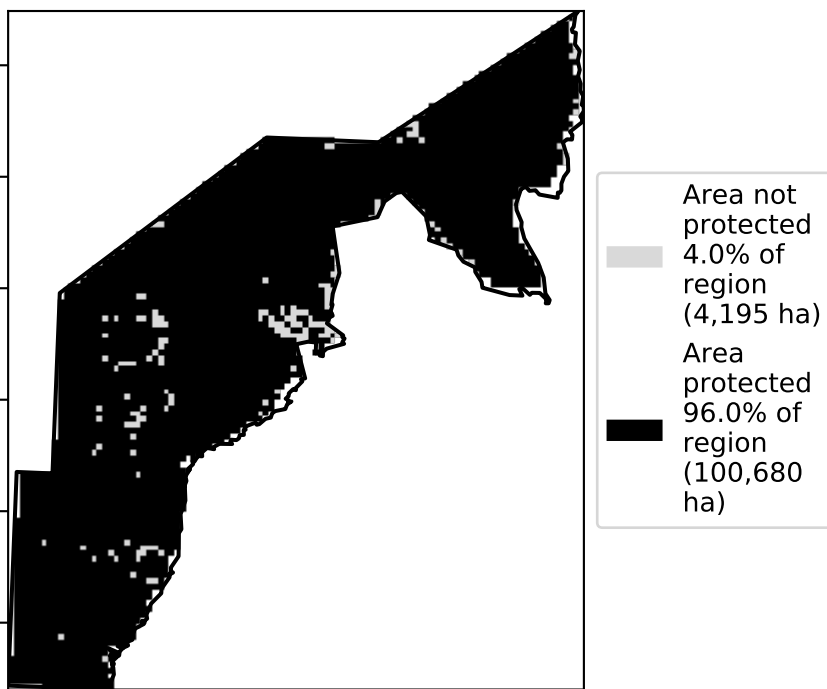 Area not
protected
4.0% of
region
(4,195 ha)
Area
protected
96.0% of
region
(100,680
ha)